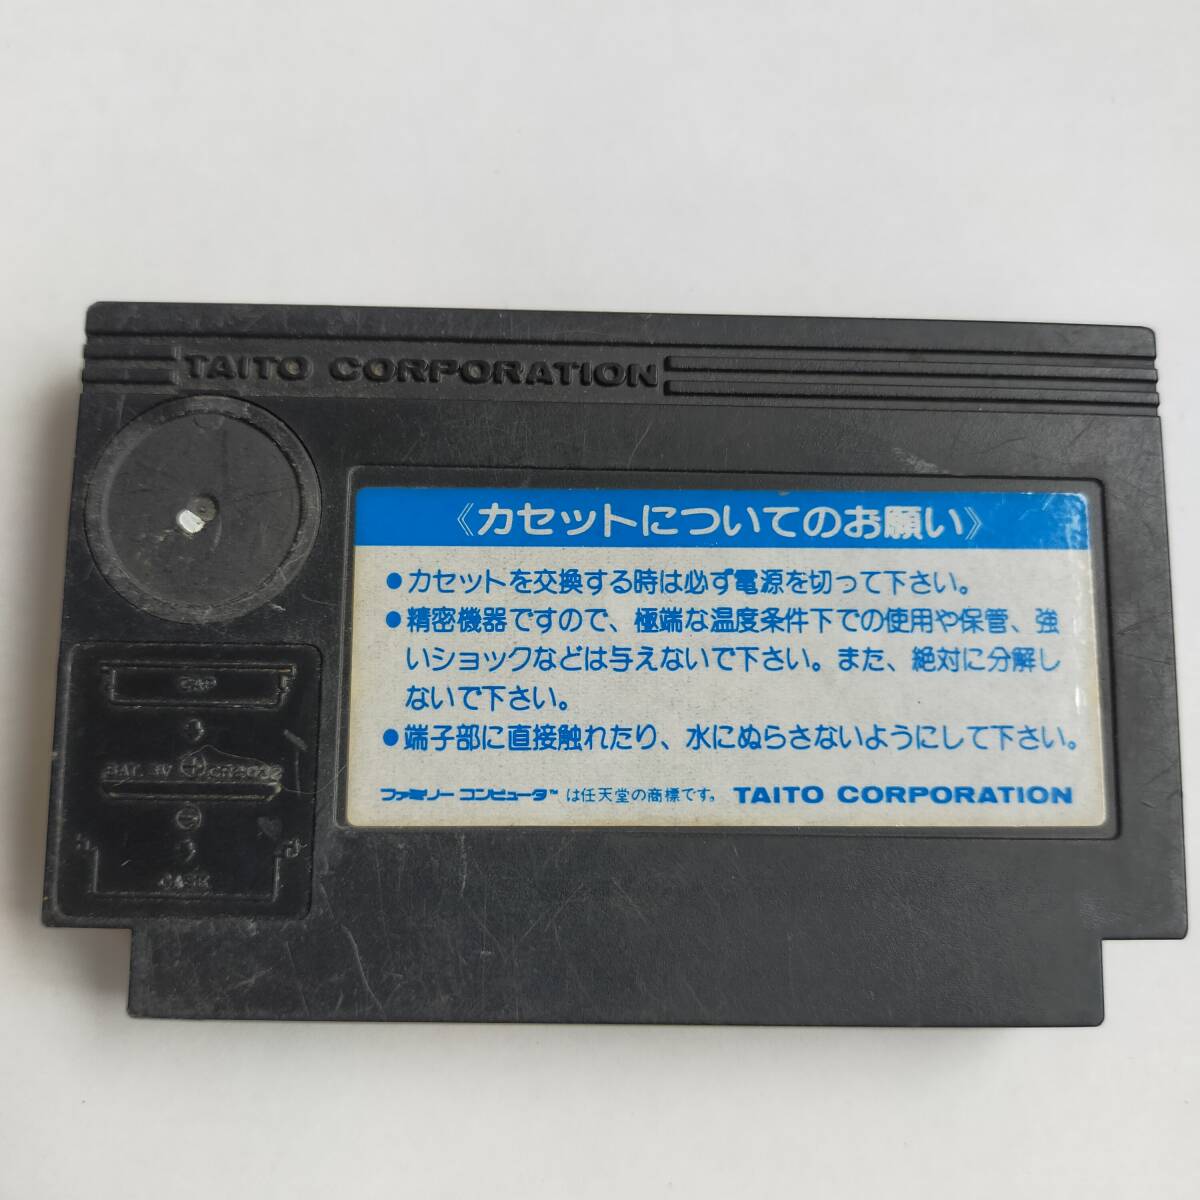 TAITO CORPORATION
《カセットについてのお願い》
●カセットを交換する時は必ず電源を切って下さい。
●精密機器ですので、極端な温度条件下での使用や保管、強
いショックなどは与えないで下さい。また、絶対に分解し
ないで下さい。
●端子部に直接触れたり、水にぬらさないようにして下さい。
ファミリーコンピュータ™は任天堂の商標です。 TAITO CORPORATION
CAP
BAT. 3V ⊕ CR2032
⊖
CASE